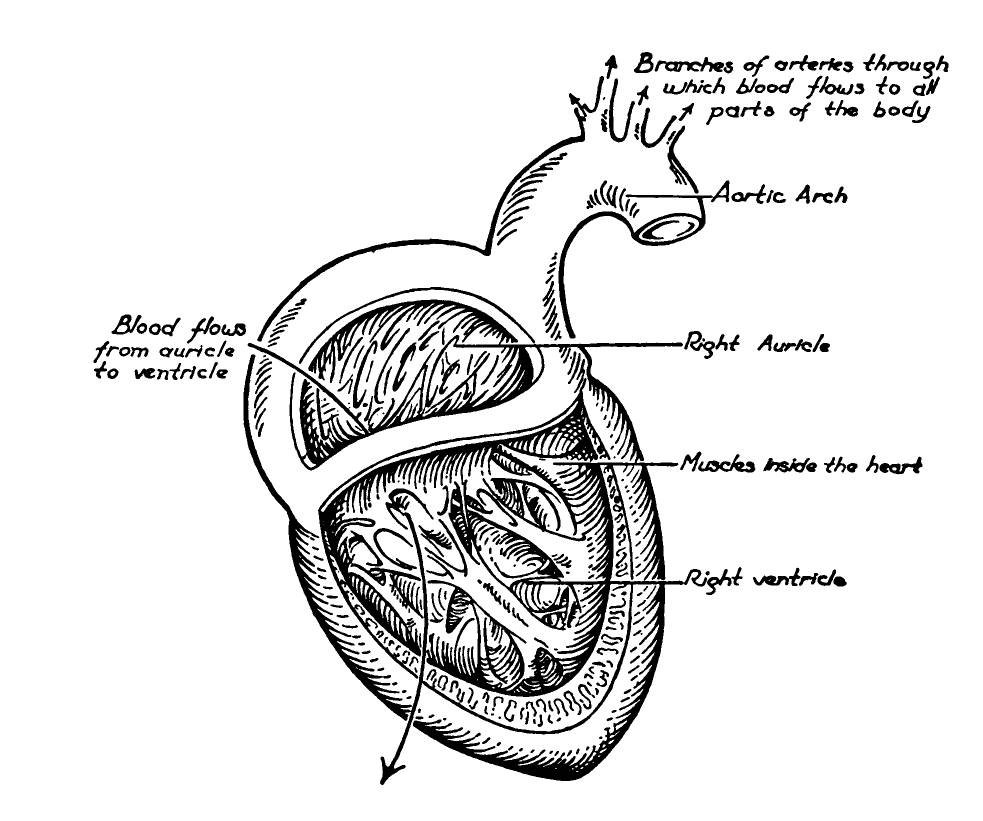 Branches of arteries through
which blood flows to all
parts of the body
Aortic Arch
Blood flows
from auricle
to ventricle
Right Auricle
Muscles inside the heart
Right ventricle